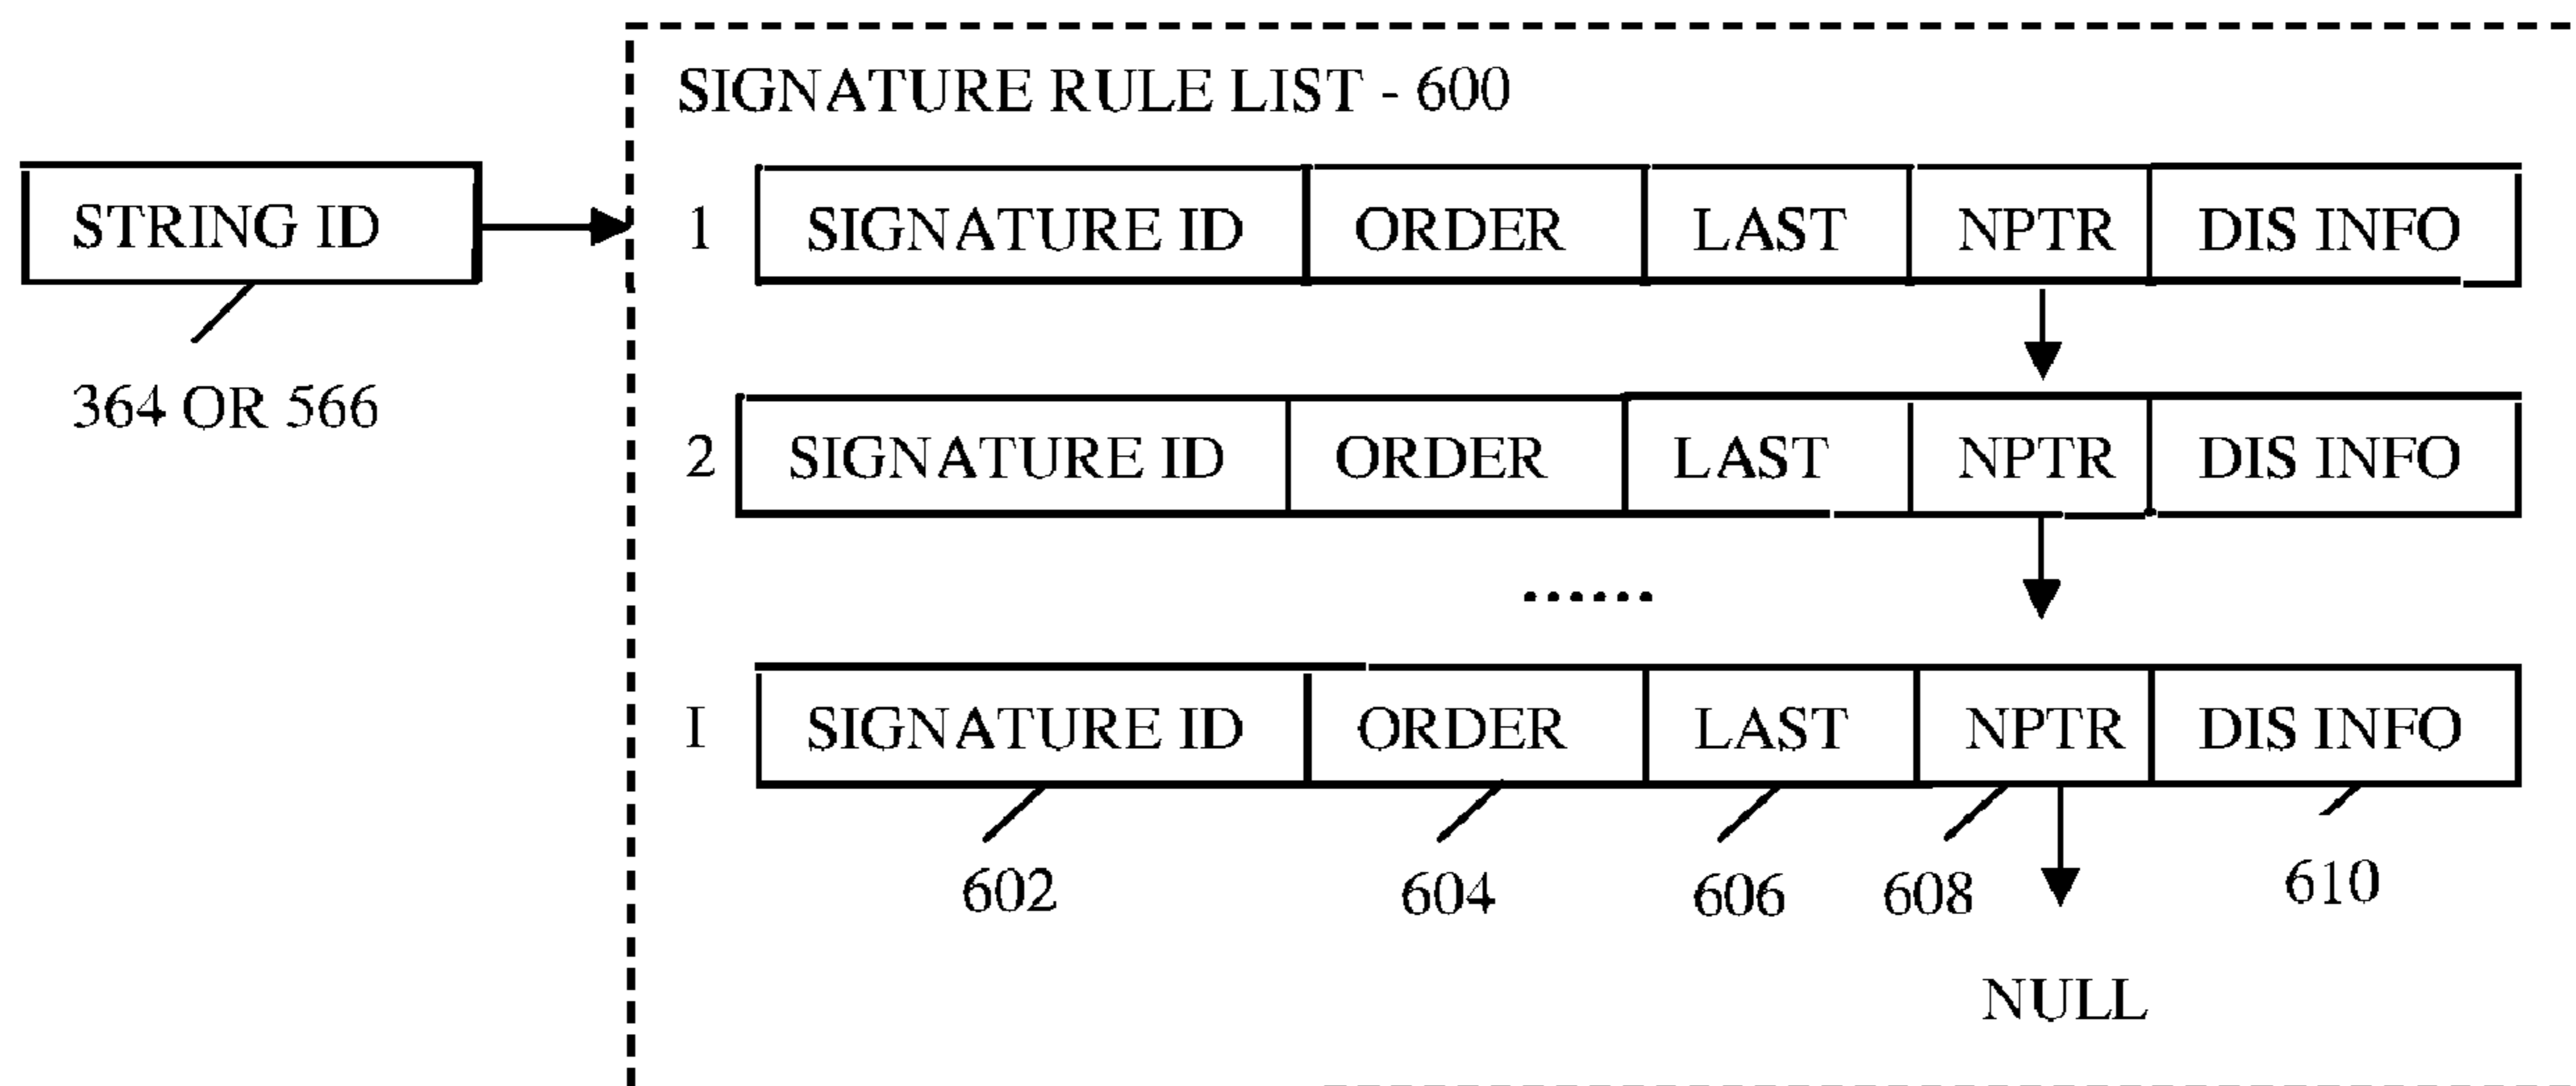 SIGNATURE RULE LIST - 600
STRING ID
364 OR 566
1 SIGNATURE ID ORDER LAST NPTR DIS INFO
2 SIGNATURE ID ORDER LAST NPTR DIS INFO
......
I SIGNATURE ID ORDER LAST NPTR DIS INFO
602 604 606 608 610
NULL